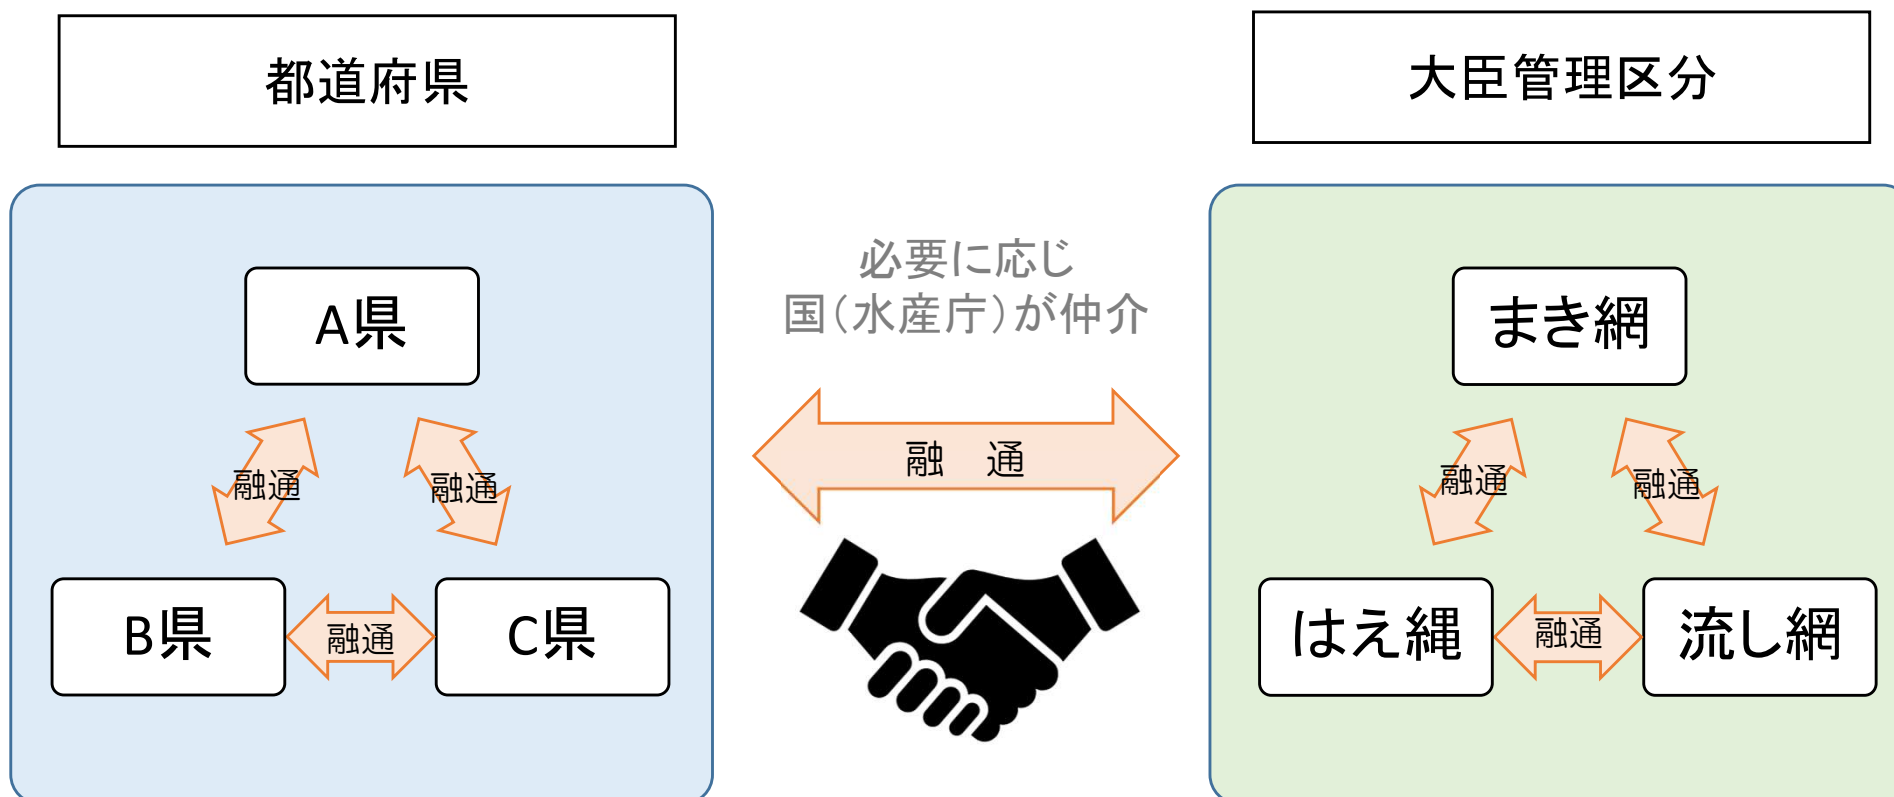 都道府県
大臣管理区分
必要に応じ
国（水産庁）が仲介
融　通
A県
融通
融通
B県
融通
C県
まき網
融通
融通
はえ縄
融通
流し網